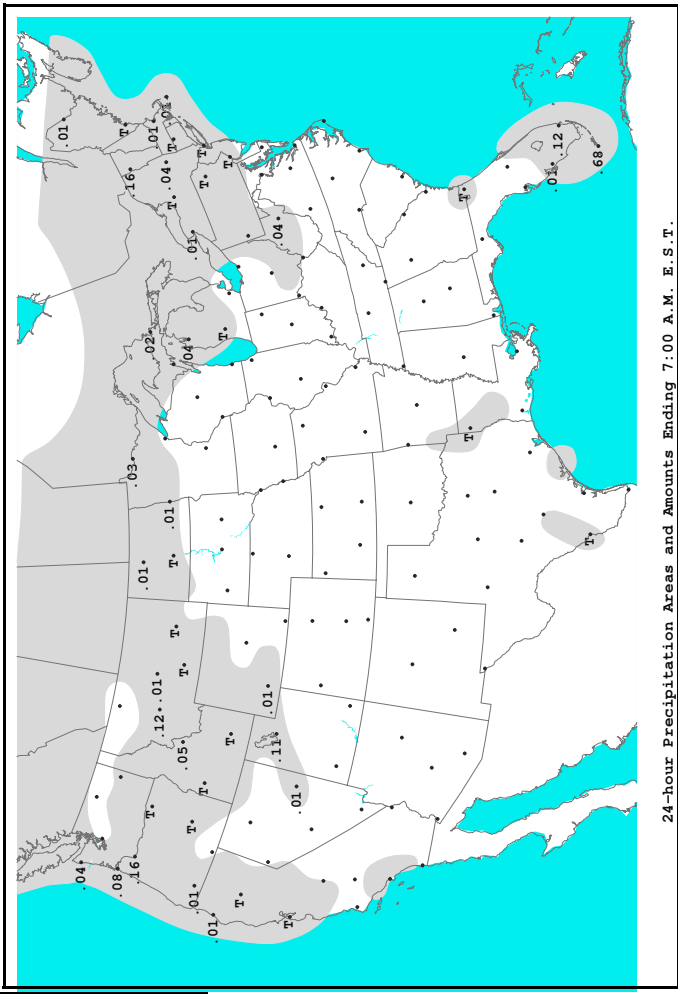 .01
.04
.08
T
.16
.03
.16
.01
.02
T
.01
.01
.12
.01
.04
.01
T
T
T
T
.05
T
.04
.01
T
.01
T
T
T
.01
T
T
T
T
.01
.11
.04
T
.01
T
T
.01
.12
T
.68
24-hour Precipitation Areas and Amounts Ending 7:00 A.M. E.S.T.